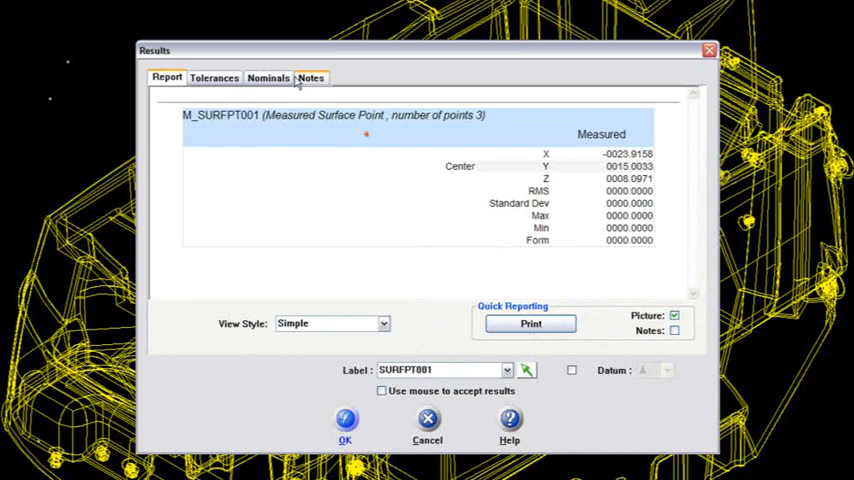 Results
Report Tolerances Nominals Notes
M_SURFPT001 (Measured Surface Point , number of points 3)
Measured
X -0023.9158
Center Y 0015.0033
Z 0008.0971
RMS 0000.0000
Standard Dev 0000.0000
Max 0000.0000
Min 0000.0000
Form 0000.0000
Quick Reporting
View Style: Simple Print Picture:
Notes:
Label : SURFPT001 Datum : A
Use mouse to accept results
OK Cancel Help